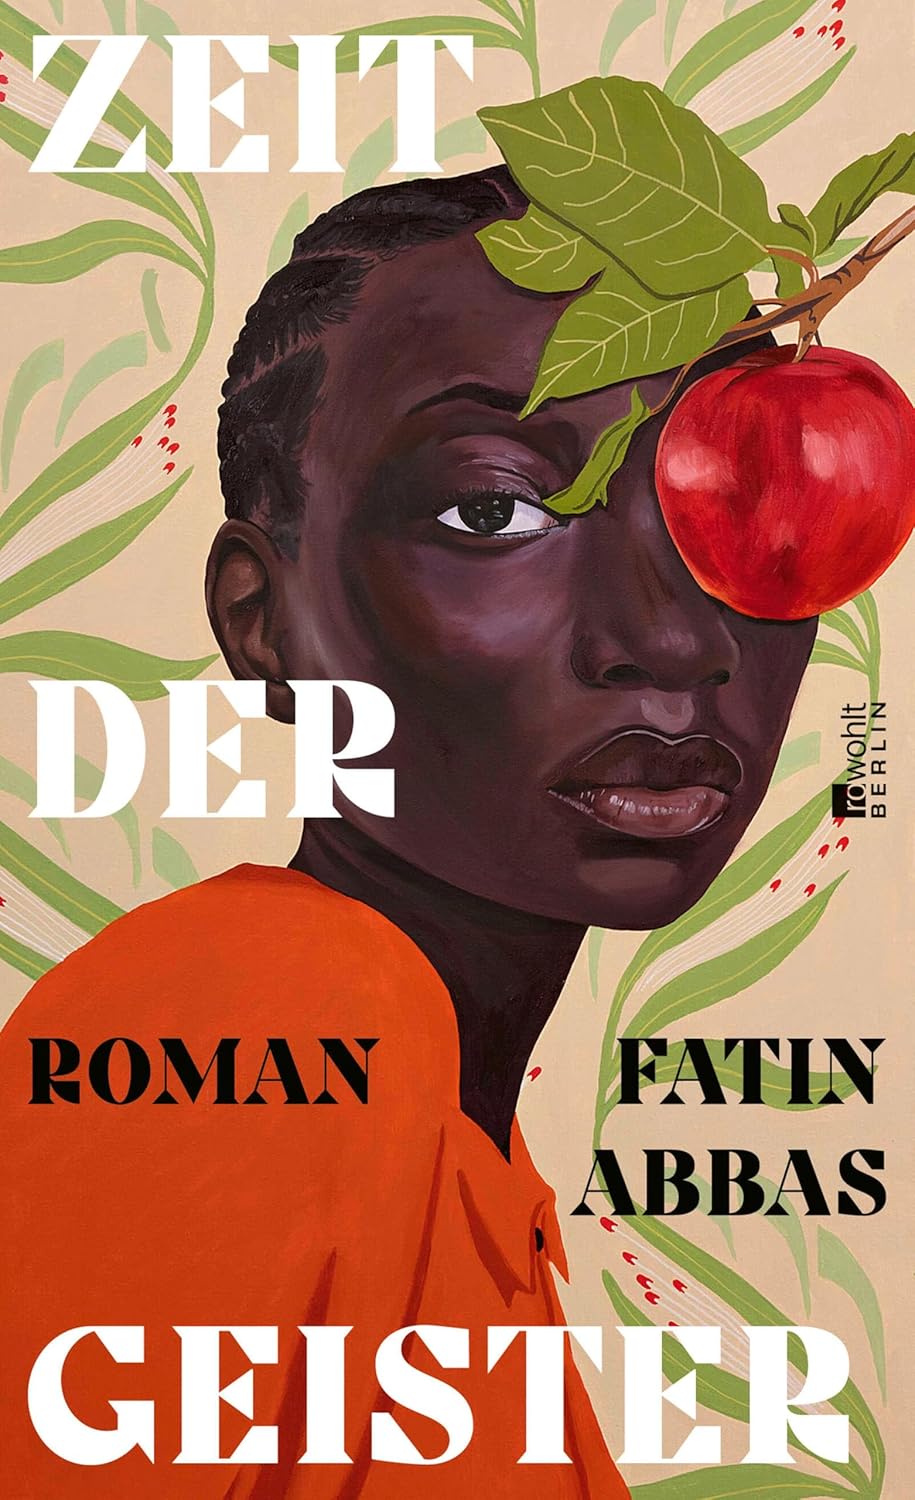 ZEIT
DER
rowohlt
BERLIN
ROMAN
FATIN
ABBAS
GEISTER